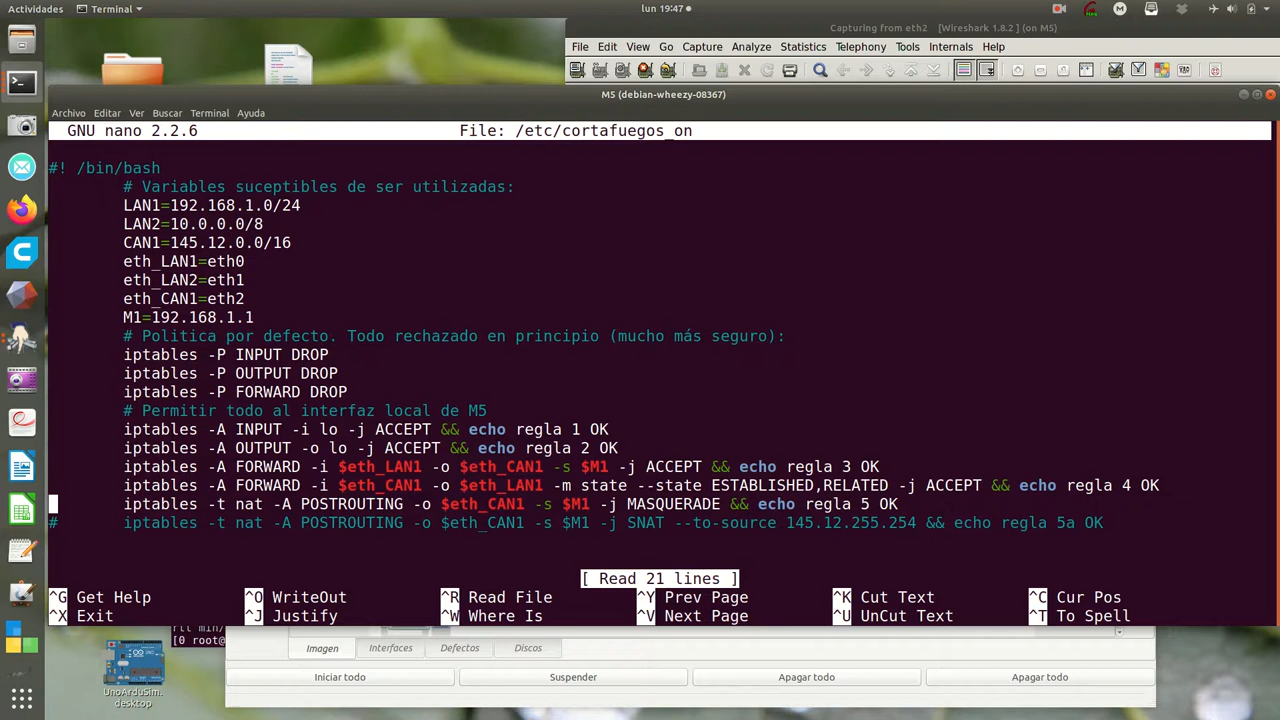 Actividades
Terminal
lun 19:47
Capturing from eth2 [Wireshark 1.8.2 ] (on M5)
File Edit View Go Capture Analyze Statistics Telephony Tools Internals Help
M5 (debian-wheezy-08367)
Archivo Editar Ver Buscar Terminal Ayuda
GNU nano 2.2.6 File: /etc/cortafuegos_on
#! /bin/bash
# Variables suceptibles de ser utilizadas:
LAN1=192.168.1.0/24
LAN2=10.0.0.0/8
CAN1=145.12.0.0/16
eth_LAN1=eth0
eth_LAN2=eth1
eth_CAN1=eth2
M1=192.168.1.1
# Politica por defecto. Todo rechazado en principio (mucho más seguro):
iptables -P INPUT DROP
iptables -P OUTPUT DROP
iptables -P FORWARD DROP
# Permitir todo al interfaz local de M5
iptables -A INPUT -i lo -j ACCEPT && echo regla 1 OK
iptables -A OUTPUT -o lo -j ACCEPT && echo regla 2 OK
iptables -A FORWARD -i $eth_LAN1 -o $eth_CAN1 -s $M1 -j ACCEPT && echo regla 3 OK
iptables -A FORWARD -i $eth_CAN1 -o $eth_LAN1 -m state --state ESTABLISHED,RELATED -j ACCEPT && echo regla 4 OK
iptables -t nat -A POSTROUTING -o $eth_CAN1 -s $M1 -j MASQUERADE && echo regla 5 OK
# iptables -t nat -A POSTROUTING -o $eth_CAN1 -s $M1 -j SNAT --to-source 145.12.255.254 && echo regla 5a OK
[ Read 21 lines ]
^G Get Help ^O WriteOut ^R Read File ^Y Prev Page ^K Cut Text ^C Cur Pos
^X Exit ^J Justify ^W Where Is ^V Next Page ^U UnCut Text ^T To Spell
rtt min/
[0 root@
Imagen Interfaces Defectos Discos
Iniciar todo Suspender Apagar todo Apagar todo
UnoArduSim.
desktop